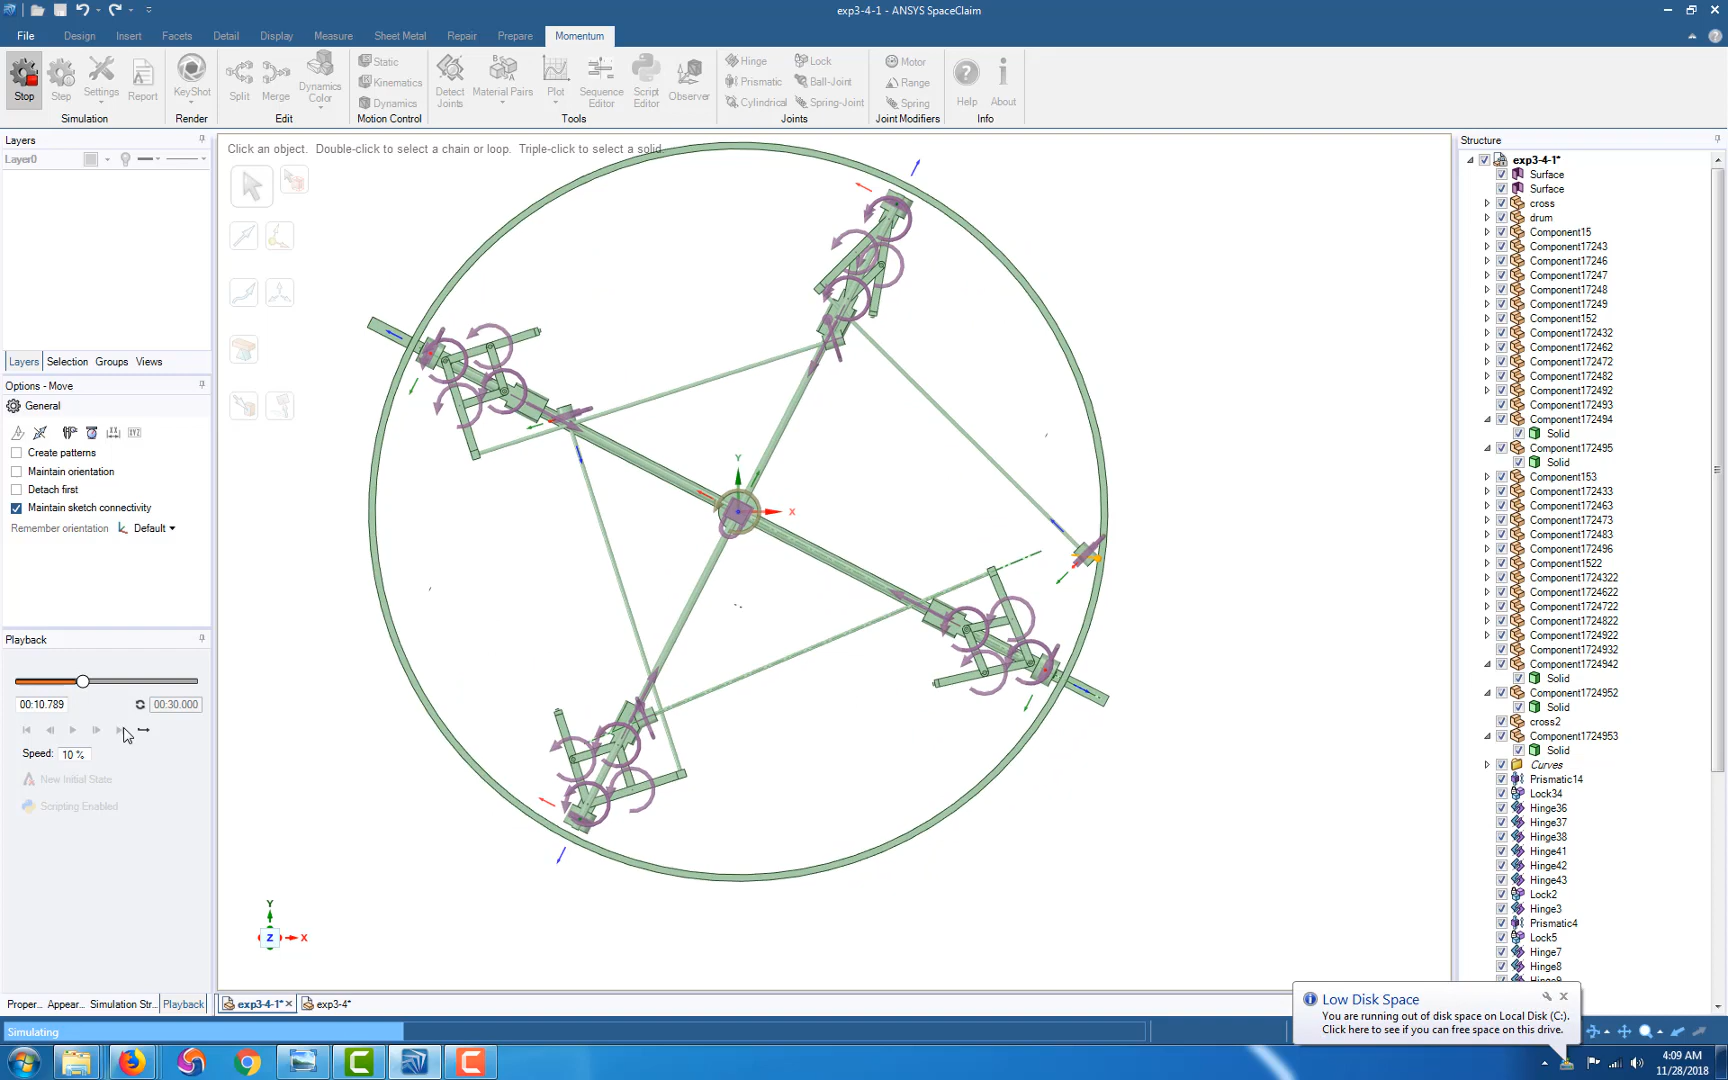 exp3-4-1 - ANSYS SpaceClaim
File
Design
Insert
Facets
Detail
Display
Measure
Sheet Metal
Repair
Prepare
Momentum
Stop
Step
Settings
Report
Simulation
KeyShot
Render
Split
Merge
Dynamics
Color
Edit
Static
Kinematics
Dynamics
Motion Control
Detect
Joints
Material Pairs
Plot
Sequence
Editor
Script
Editor
Observer
Tools
Hinge
Prismatic
Cylindrical
Lock
Ball-Joint
Spring-Joint
Joints
Motor
Range
Spring
Joint Modifiers
Help
About
Info
Layers
Layer0
Layers
Selection
Groups
Views
Options - Move
General
XYZ
Create patterns
Maintain orientation
Detach first
Maintain sketch connectivity
Remember orientation
Default
Playback
00:10.789
00:30.000
Speed:
10 %
New Initial State
Scripting Enabled
Proper...
Appear...
Simulation Str...
Playback
Click an object. Double-click to select a chain or loop. Triple-click to select a solid.
Y
X
Y
Z
X
exp3-4-1*
exp3-4*
Structure
exp3-4-1*
Surface
Surface
cross
drum
Component15
Component17243
Component17246
Component17247
Component17248
Component17249
Component152
Component172432
Component172462
Component172472
Component172482
Component172492
Component172493
Component172494
Solid
Component172495
Solid
Component153
Component172433
Component172463
Component172473
Component172483
Component172496
Component1522
Component1724322
Component1724622
Component1724722
Component1724822
Component1724922
Component1724932
Component1724942
Solid
Component1724952
Solid
cross2
Component1724953
Solid
Curves
Prismatic14
Lock34
Hinge36
Hinge37
Hinge38
Hinge41
Hinge42
Hinge43
Lock2
Hinge3
Prismatic4
Lock5
Hinge7
Hinge8
Low Disk Space
You are running out of disk space on Local Disk (C:).
Click here to see if you can free space on this drive.
Simulating
4:09 AM
11/28/2018